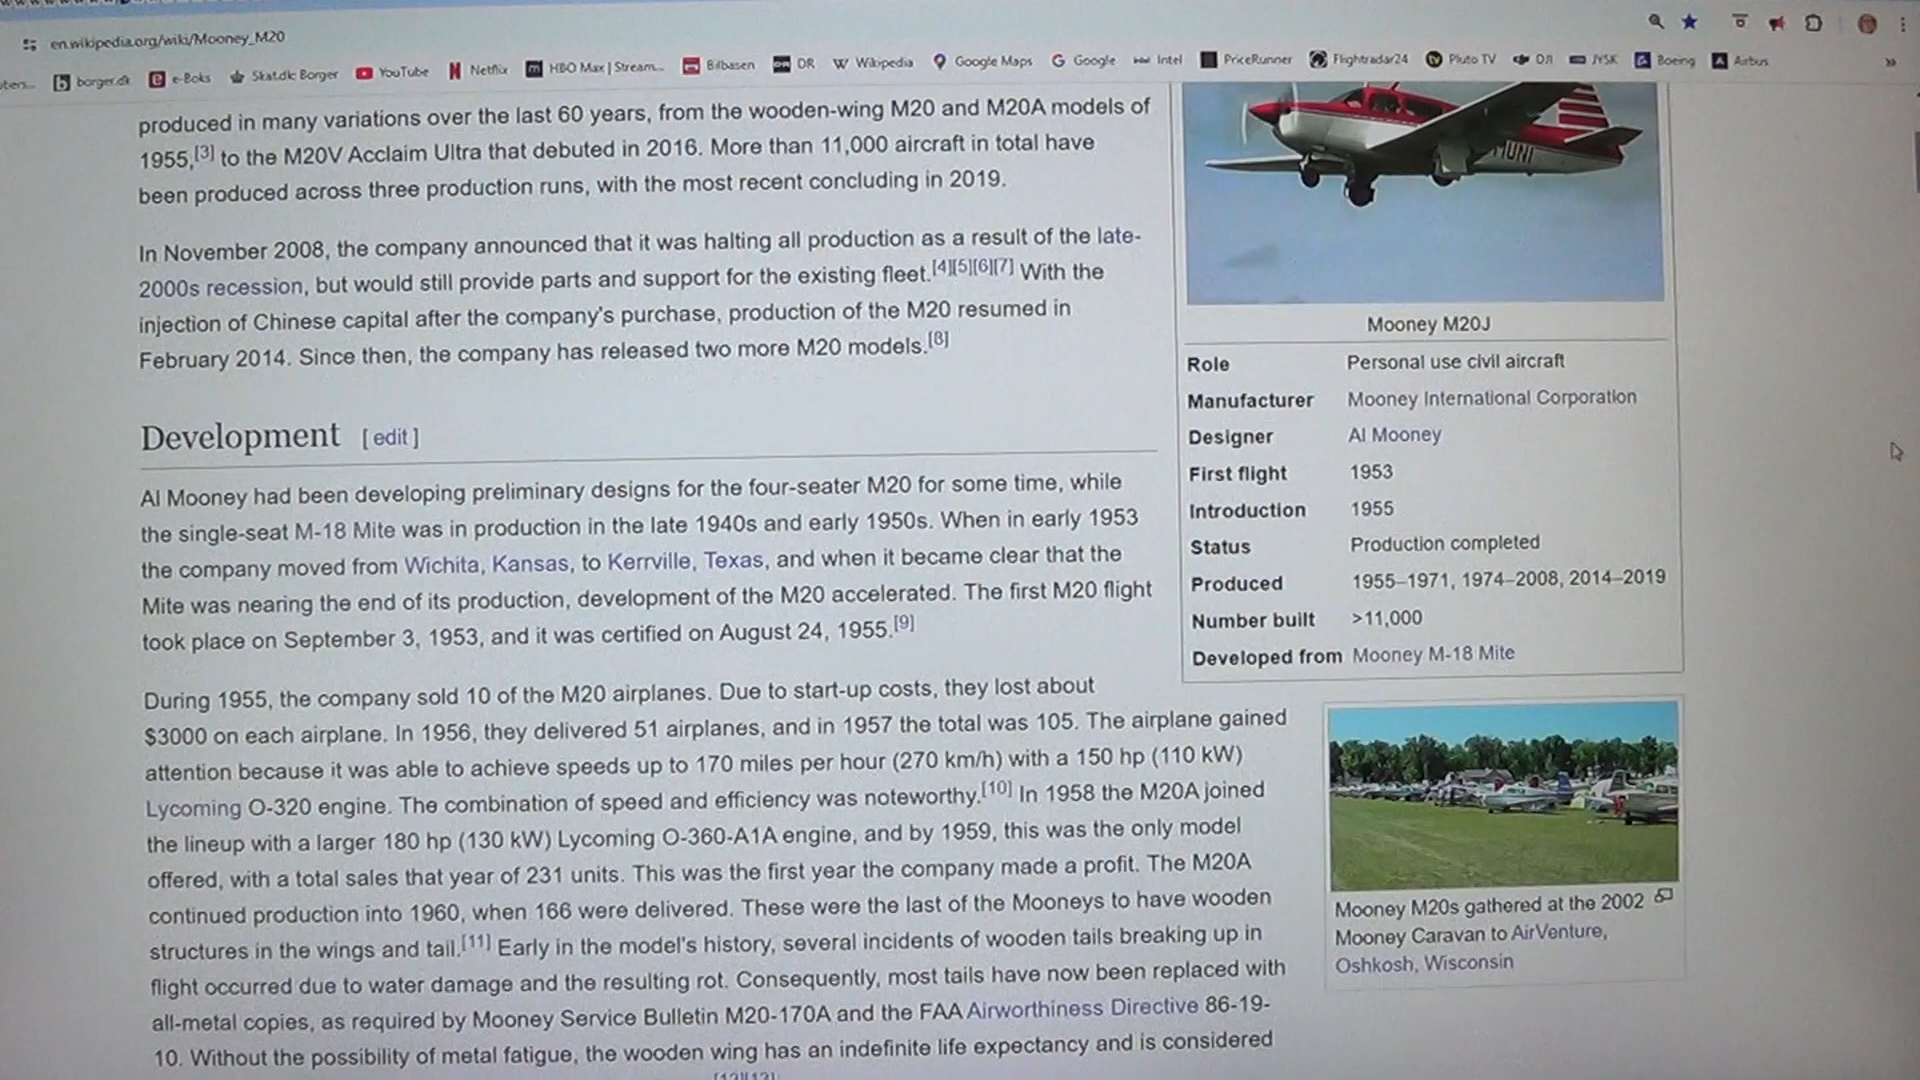 en.wikipedia.org/wiki/Mooney_M20
borger.dk e-Boks Skat.dk: Borger YouTube Netflix HBO Max | Stream... Bilbasen DR Wikipedia Google Maps Google Intel PriceRunner Flightradar24 Pluto TV DJI JYSK Boeing Airbus »
produced in many variations over the last 60 years, from the wooden-wing M20 and M20A models of
1955,[3] to the M20V Acclaim Ultra that debuted in 2016. More than 11,000 aircraft in total have
been produced across three production runs, with the most recent concluding in 2019.
In November 2008, the company announced that it was halting all production as a result of the late-
2000s recession, but would still provide parts and support for the existing fleet.[4][5][6][7] With the
injection of Chinese capital after the company's purchase, production of the M20 resumed in
February 2014. Since then, the company has released two more M20 models.[8]
Development [ edit ]
Al Mooney had been developing preliminary designs for the four-seater M20 for some time, while
the single-seat M-18 Mite was in production in the late 1940s and early 1950s. When in early 1953
the company moved from Wichita, Kansas, to Kerrville, Texas, and when it became clear that the
Mite was nearing the end of its production, development of the M20 accelerated. The first M20 flight
took place on September 3, 1953, and it was certified on August 24, 1955.[9]
During 1955, the company sold 10 of the M20 airplanes. Due to start-up costs, they lost about
$3000 on each airplane. In 1956, they delivered 51 airplanes, and in 1957 the total was 105. The airplane gained
attention because it was able to achieve speeds up to 170 miles per hour (270 km/h) with a 150 hp (110 kW)
Lycoming O-320 engine. The combination of speed and efficiency was noteworthy.[10] In 1958 the M20A joined
the lineup with a larger 180 hp (130 kW) Lycoming O-360-A1A engine, and by 1959, this was the only model
offered, with a total sales that year of 231 units. This was the first year the company made a profit. The M20A
continued production into 1960, when 166 were delivered. These were the last of the Mooneys to have wooden
structures in the wings and tail.[11] Early in the model's history, several incidents of wooden tails breaking up in
flight occurred due to water damage and the resulting rot. Consequently, most tails have now been replaced with
all-metal copies, as required by Mooney Service Bulletin M20-170A and the FAA Airworthiness Directive 86-19-
10. Without the possibility of metal fatigue, the wooden wing has an indefinite life expectancy and is considered
[12][13]
MUNI
Mooney M20J
Role Personal use civil aircraft
Manufacturer Mooney International Corporation
Designer Al Mooney
First flight 1953
Introduction 1955
Status Production completed
Produced 1955–1971, 1974–2008, 2014–2019
Number built >11,000
Developed from Mooney M-18 Mite
Mooney M20s gathered at the 2002
Mooney Caravan to AirVenture,
Oshkosh, Wisconsin